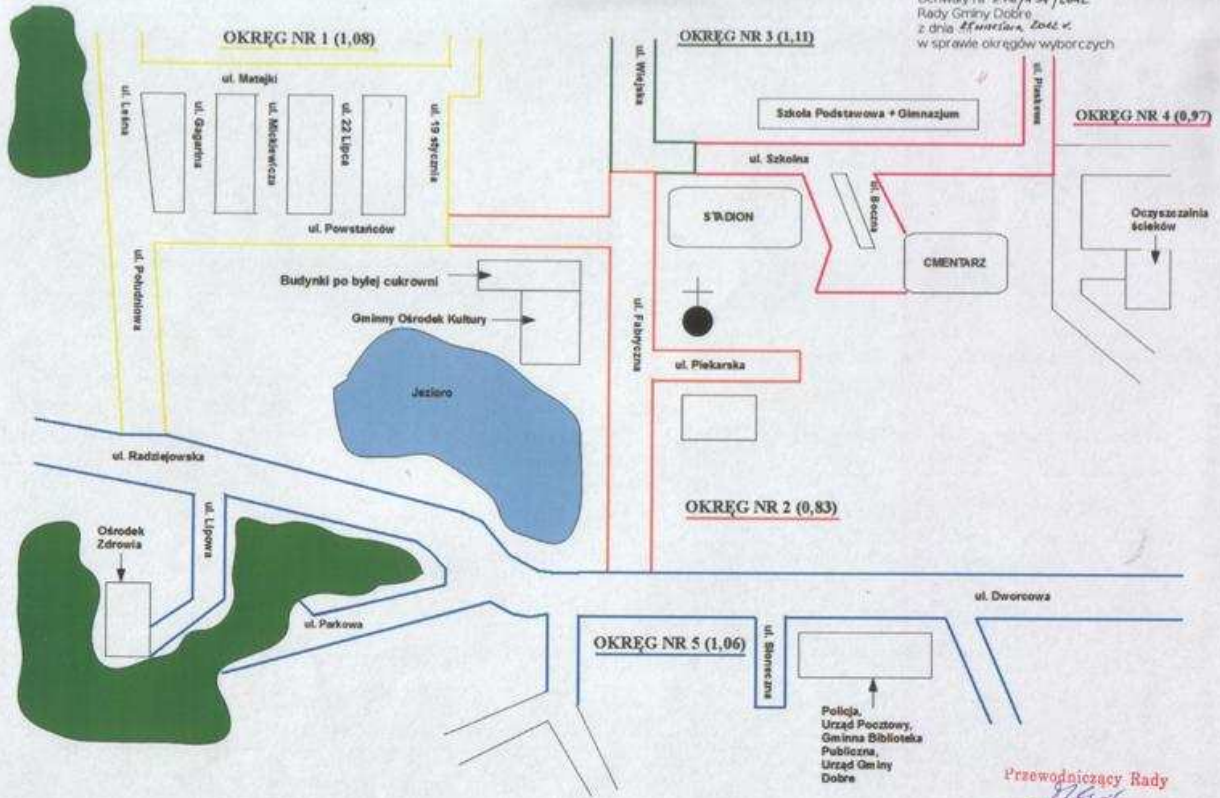 Rady Gminy Dobre
z dnia 2012 r.
w sprawie okręgów wyborczych
OKRĘG NR 1 (1,08)
OKRĘG NR 3 (1,11)
OKRĘG NR 4 (0,97)
ul. Matejki
ul. Leśna
ul. Gagarina
ul. Mickiewicza
ul. 22 Lipca
ul. 19 stycznia
ul. Wiejska
ul. Piaskowa
Szkoła Podstawowa + Gimnazjum
ul. Szkolna
ul. Boczna
STADION
CMENTARZ
Oczyszczalnia
ścieków
ul. Powstańców
ul. Południowa
Budynki po byłej cukrowni
Gminny Ośrodek Kultury
ul. Fabryczna
ul. Piekarska
Jezioro
ul. Radziejowska
OKRĘG NR 2 (0,83)
ul. Lipowa
Ośrodek
Zdrowia
ul. Parkowa
ul. Dworcowa
OKRĘG NR 5 (1,06)
ul. Słoneczna
Policja,
Urząd Pocztowy,
Gminna Biblioteka
Publiczna,
Urząd Gminy
Dobre
Przewodniczący Rady